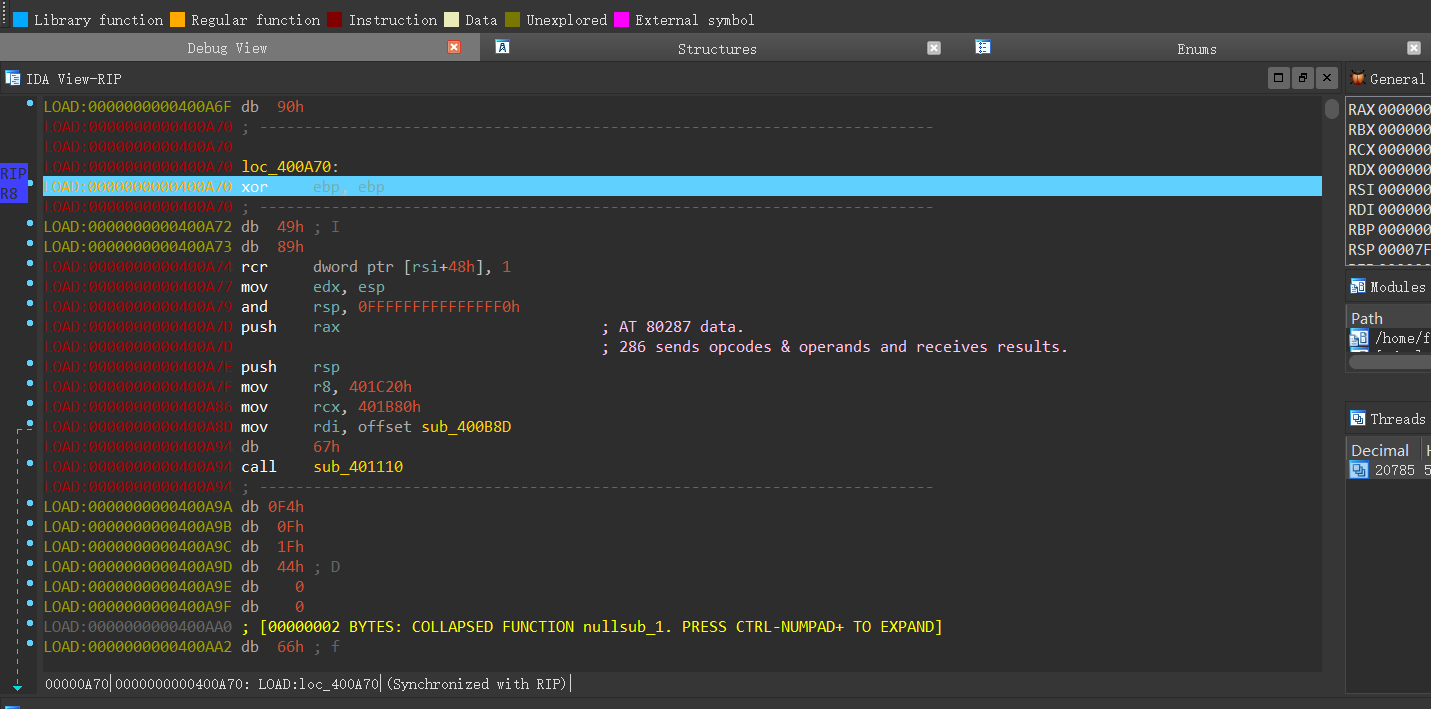 Library function Regular function Instruction Data Unexplored External symbol
Debug View Structures Enums
IDA View-RIP General
LOAD:0000000000400A6F db 90h
LOAD:0000000000400A70 ; ---------------------------------------------------------------------------
LOAD:0000000000400A70
LOAD:0000000000400A70 loc_400A70:
LOAD:0000000000400A70 xor ebp, ebp
LOAD:0000000000400A70 ; ---------------------------------------------------------------------------
LOAD:0000000000400A72 db 49h ; I
LOAD:0000000000400A73 db 89h
LOAD:0000000000400A74 rcr dword ptr [rsi+48h], 1
LOAD:0000000000400A77 mov edx, esp
LOAD:0000000000400A79 and rsp, 0FFFFFFFFFFFFFFF0h
LOAD:0000000000400A7D push rax ; AT 80287 data.
LOAD:0000000000400A7D ; 286 sends opcodes & operands and receives results.
LOAD:0000000000400A7E push rsp
LOAD:0000000000400A7F mov r8, 401C20h
LOAD:0000000000400A86 mov rcx, 401B80h
LOAD:0000000000400A8D mov rdi, offset sub_400B8D
LOAD:0000000000400A94 db 67h
LOAD:0000000000400A94 call sub_401110
LOAD:0000000000400A94 ; ---------------------------------------------------------------------------
LOAD:0000000000400A9A db 0F4h
LOAD:0000000000400A9B db 0Fh
LOAD:0000000000400A9C db 1Fh
LOAD:0000000000400A9D db 44h ; D
LOAD:0000000000400A9E db 0
LOAD:0000000000400A9F db 0
LOAD:0000000000400AA0 ; [00000002 BYTES: COLLAPSED FUNCTION nullsub_1. PRESS CTRL-NUMPAD+ TO EXPAND]
LOAD:0000000000400AA2 db 66h ; f
00000A70 0000000000400A70: LOAD:loc_400A70 (Synchronized with RIP)
RIP
R8
RAX 000000
RBX 000000
RCX 000000
RDX 000000
RSI 000000
RDI 000000
RBP 000000
RSP 00007F
Modules
Path
/home/f
Threads
Decimal
20785 5